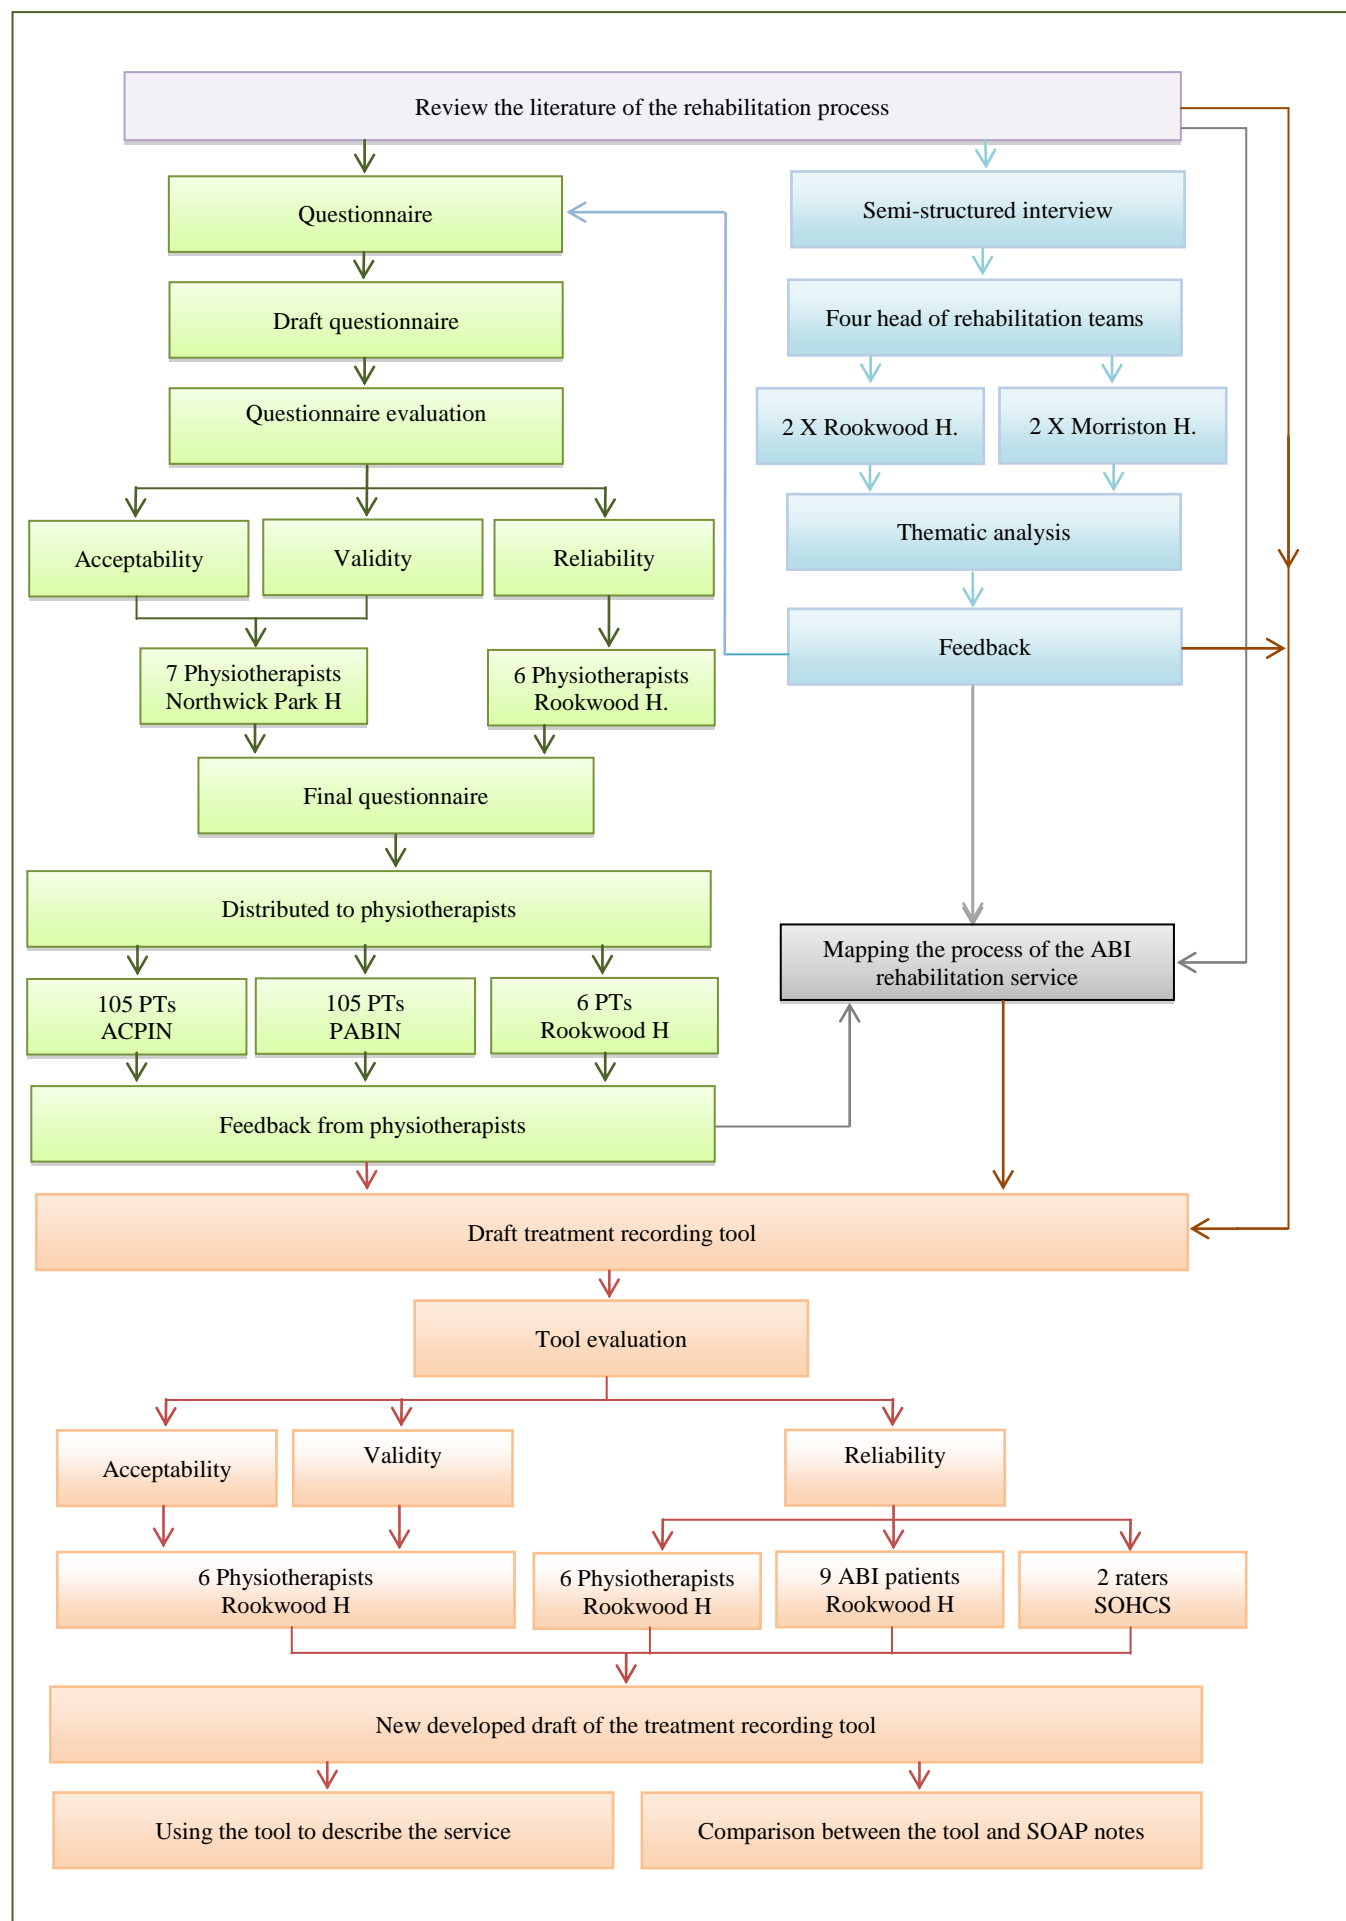 Review the literature of the rehabilitation process
Questionnaire
Semi-structured interview
Draft questionnaire
Four head of rehabilitation teams
Questionnaire evaluation
2 X Rookwood H.
2 X Morriston H.
Acceptability
Validity
Reliability
Thematic analysis
7 Physiotherapists
Northwick Park H
6 Physiotherapists
Rookwood H.
Feedback
Final questionnaire
Distributed to physiotherapists
Mapping the process of the ABI
rehabilitation service
105 PTs
ACPIN
105 PTs
PABIN
6 PTs
Rookwood H
Feedback from physiotherapists
Draft treatment recording tool
Tool evaluation
Acceptability
Validity
Reliability
6 Physiotherapists
Rookwood H
6 Physiotherapists
Rookwood H
9 ABI patients
Rookwood H
2 raters
SOHCS
New developed draft of the treatment recording tool
Using the tool to describe the service
Comparison between the tool and SOAP notes